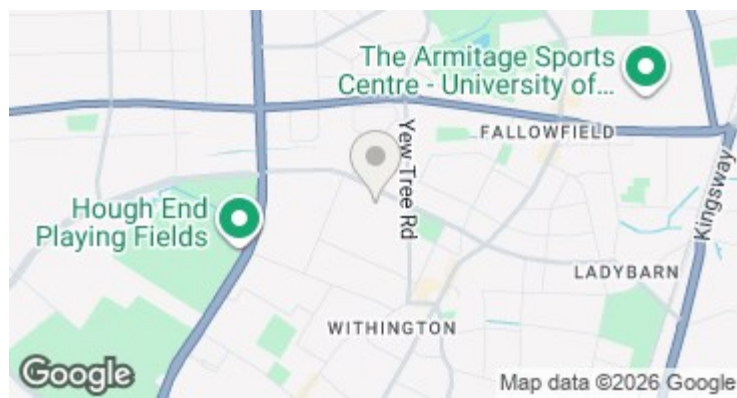 The Armitage Sports
Centre - University of...
FALLOWFIELD
Yew Tree Rd
Kingsway
Hough End
Playing Fields
LADYBARN
WITHINGTON
Google
Map data ©2026 Google